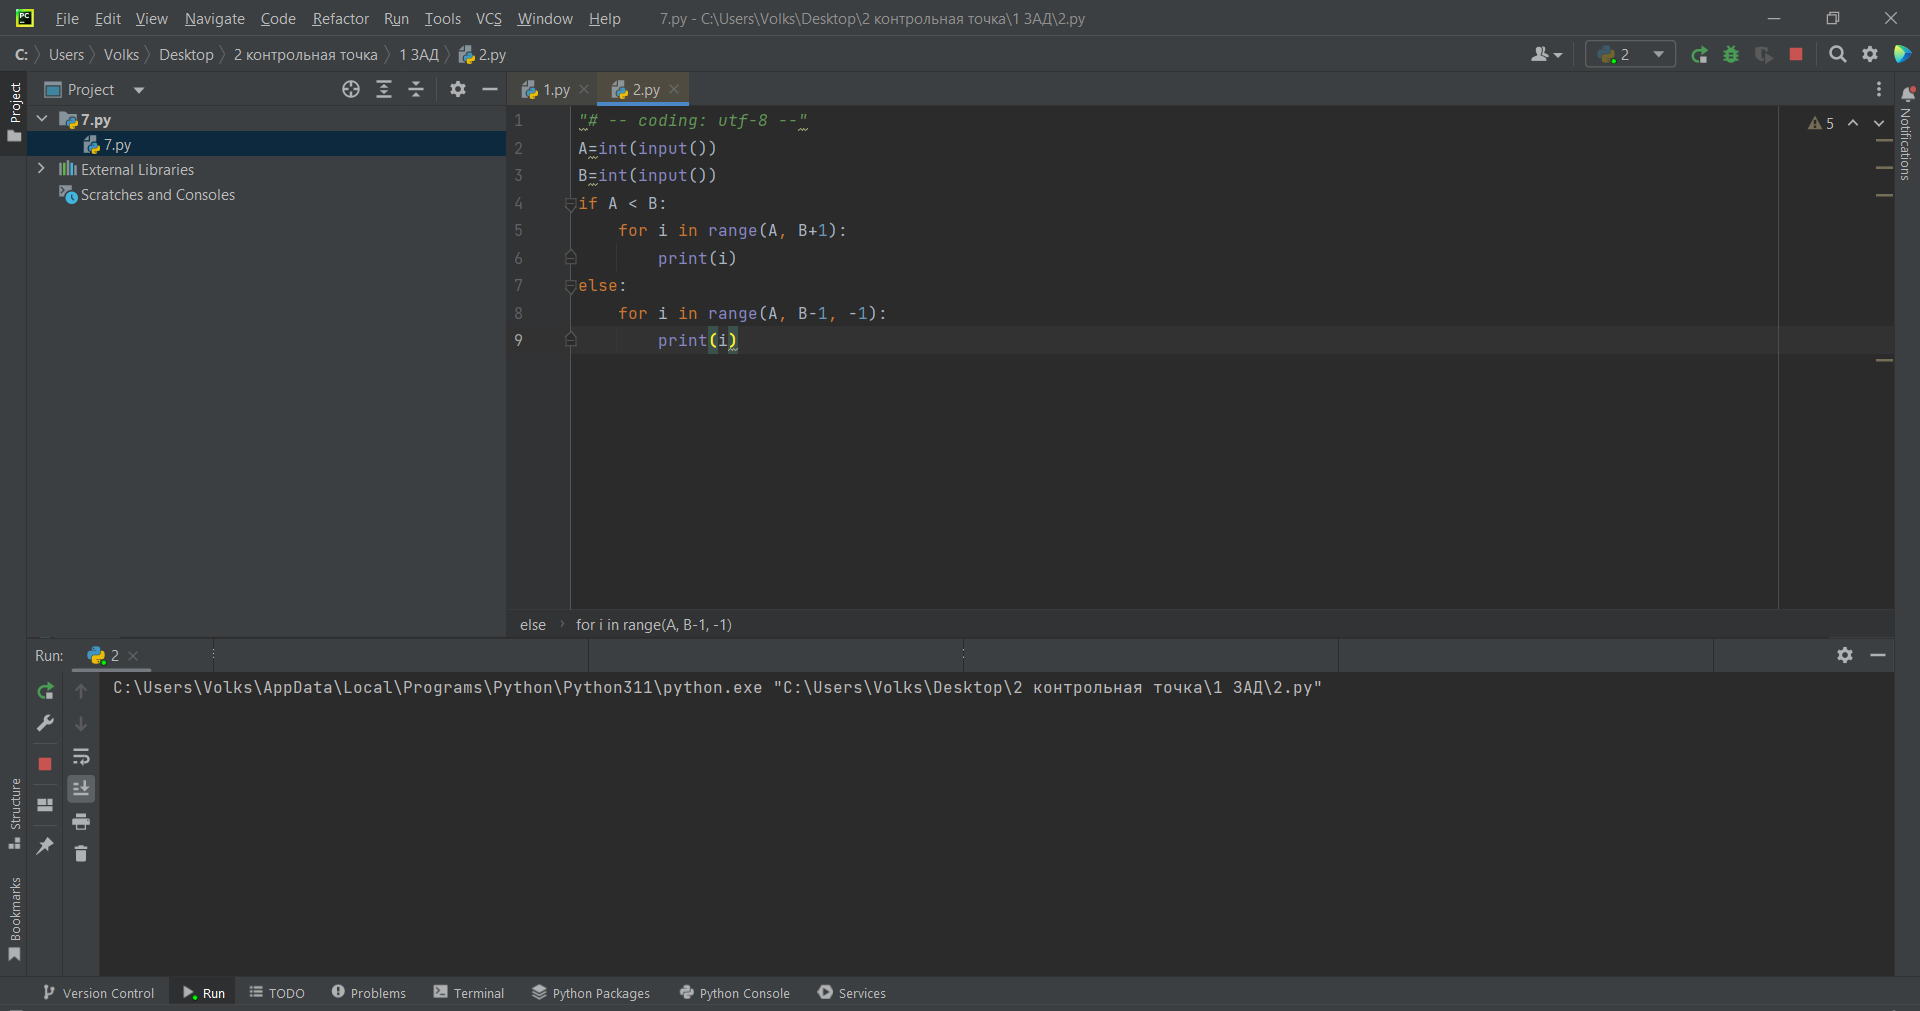 File Edit View Navigate Code Refactor Run Tools VCS Window Help 7.py - C:\Users\Volks\Desktop\2 контрольная точка\1 ЗАД\2.py
C: Users Volks Desktop 2 контрольная точка 1 ЗАД 2.py 2
Project
Project
1.py 2.py
7.py
7.py
External Libraries
Scratches and Consoles
1 "# -- coding: utf-8 --"
2 A=int(input())
3 B=int(input())
4 if A < B:
5 for i in range(A, B+1):
6 print(i)
7 else:
8 for i in range(A, B-1, -1):
9 print(i)
5
Notifications
else for i in range(A, B-1, -1)
Run: 2
C:\Users\Volks\AppData\Local\Programs\Python\Python311\python.exe "C:\Users\Volks\Desktop\2 контрольная точка\1 ЗАД\2.py"
Structure
Bookmarks
Version Control Run TODO Problems Terminal Python Packages Python Console Services